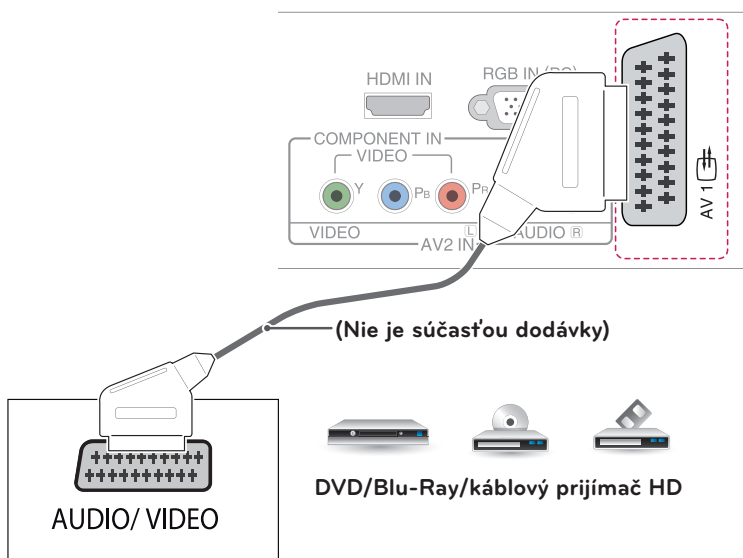 HDMI IN
RGB IN (PC)
COMPONENT IN
VIDEO
Y
PB
PR
VIDEO
L
AUDIO R
AV2 IN
AV 1
(Nie je súčasťou dodávky)
DVD/Blu-Ray/káblový prijímač HD
AUDIO/ VIDEO